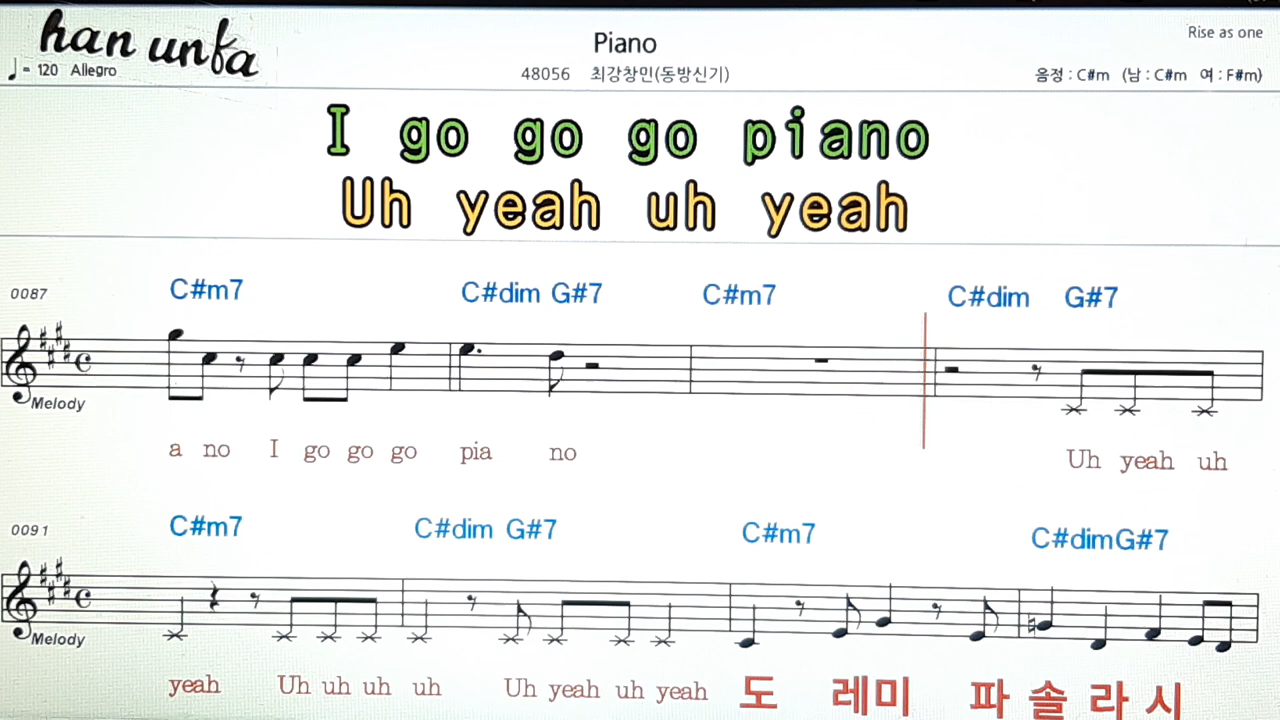 han unfa
Piano
Rise as one
♩= 120 Allegro
48056 최강창민(동방신기)
음정 : C#m (남 : C#m 여 : F#m)
I go go go piano
Uh yeah uh yeah
0087
C#m7 C#dim G#7 C#m7 C#dim G#7
Melody
a no I go go go pia no Uh yeah uh
0091
C#m7 C#dim G#7 C#m7 C#dim G#7
Melody
yeah Uh uh uh uh Uh yeah uh yeah 도 레미 파 솔 라 시